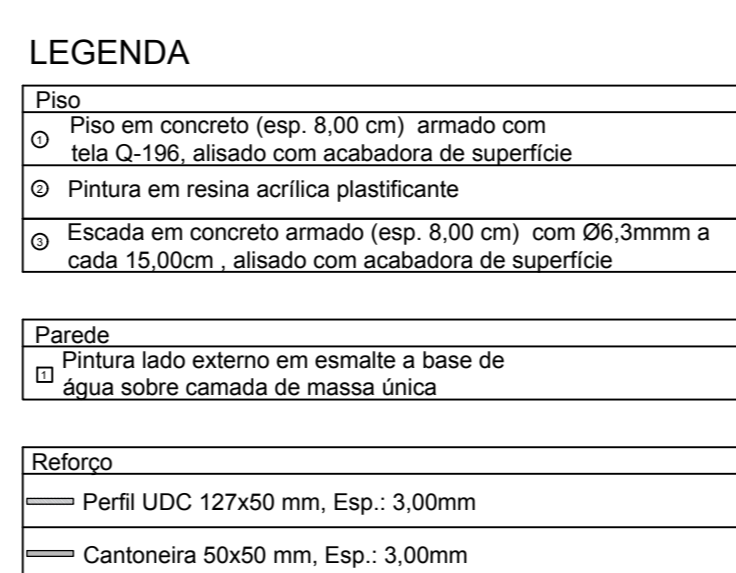 LEGENDA
Piso
1 Piso em concreto (esp. 8,00 cm) armado com
tela Q-196, alisado com acabadora de superfície
2 Pintura em resina acrílica plastificante
3 Escada em concreto armado (esp. 8,00 cm) com Ø6,3mmm a
cada 15,00cm , alisado com acabadora de superfície
Parede
1 Pintura lado externo em esmalte a base de
água sobre camada de massa única
Reforço
Perfil UDC 127x50 mm, Esp.: 3,00mm
Cantoneira 50x50 mm, Esp.: 3,00mm